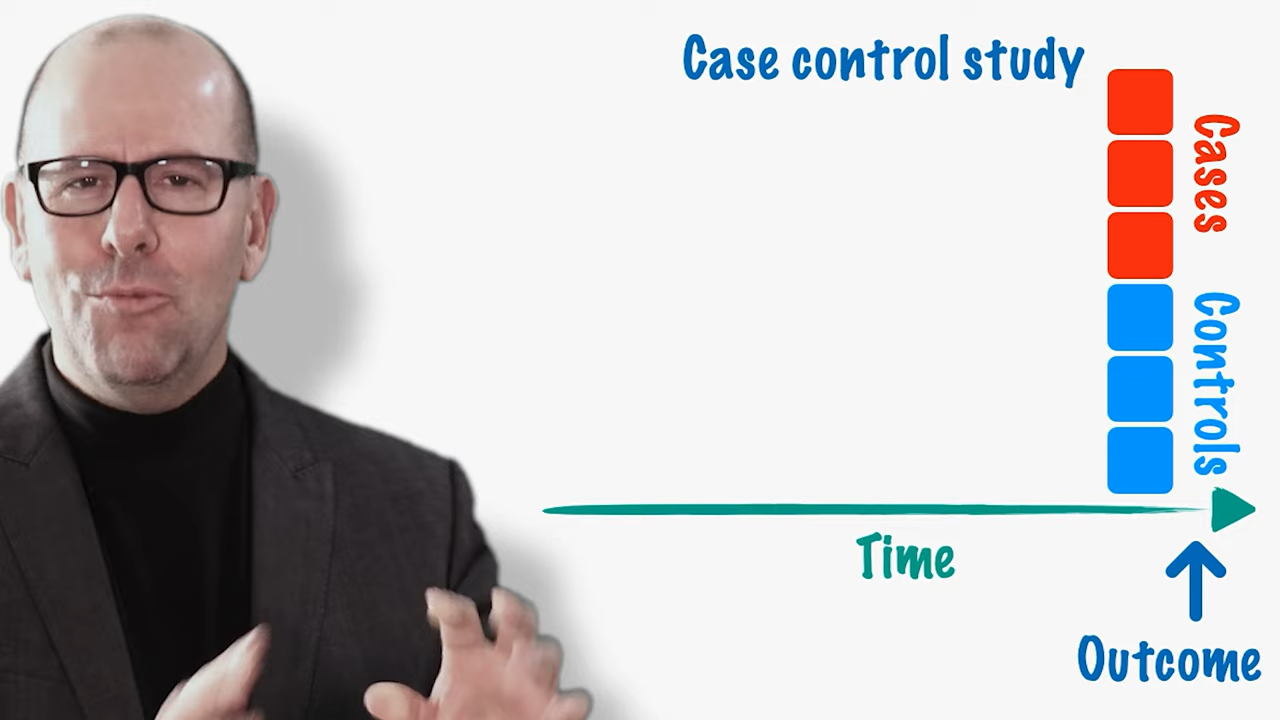 Case control study
Cases
Controls
Time
Outcome